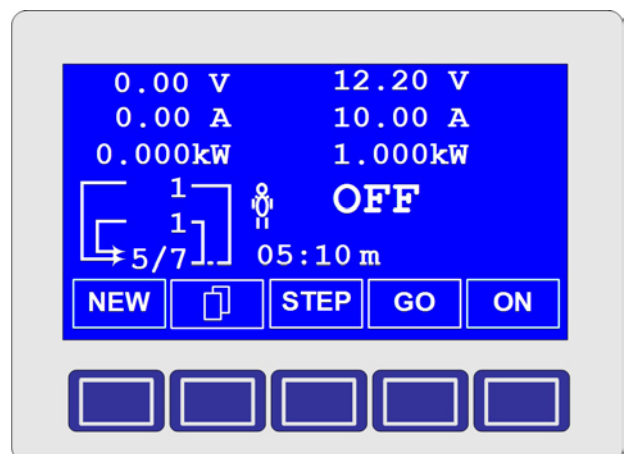 0.00 V 12.20 V
0.00 A 10.00 A
0.000kW 1.000kW
1 OFF
1
5/7 05:10 m
NEW STEP GO ON